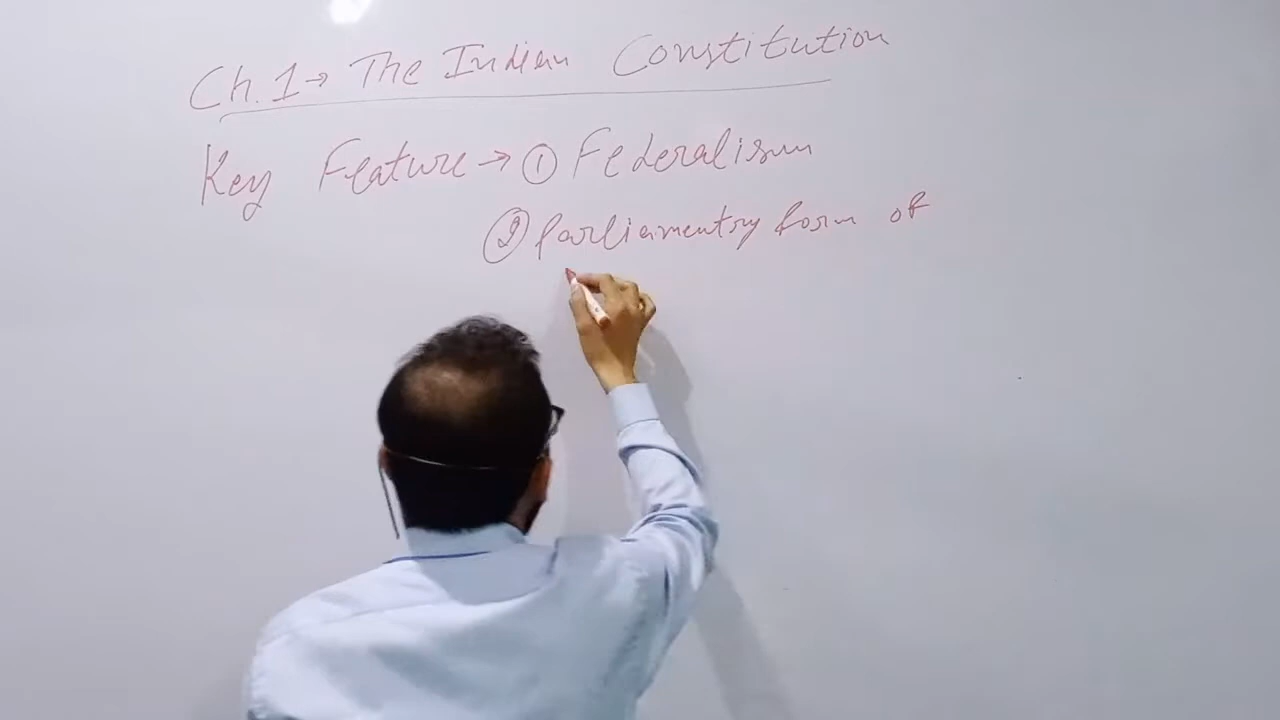 Ch.1→ The Indian Constitution
Key Feature → ① Federalism
② Parliamentry form of